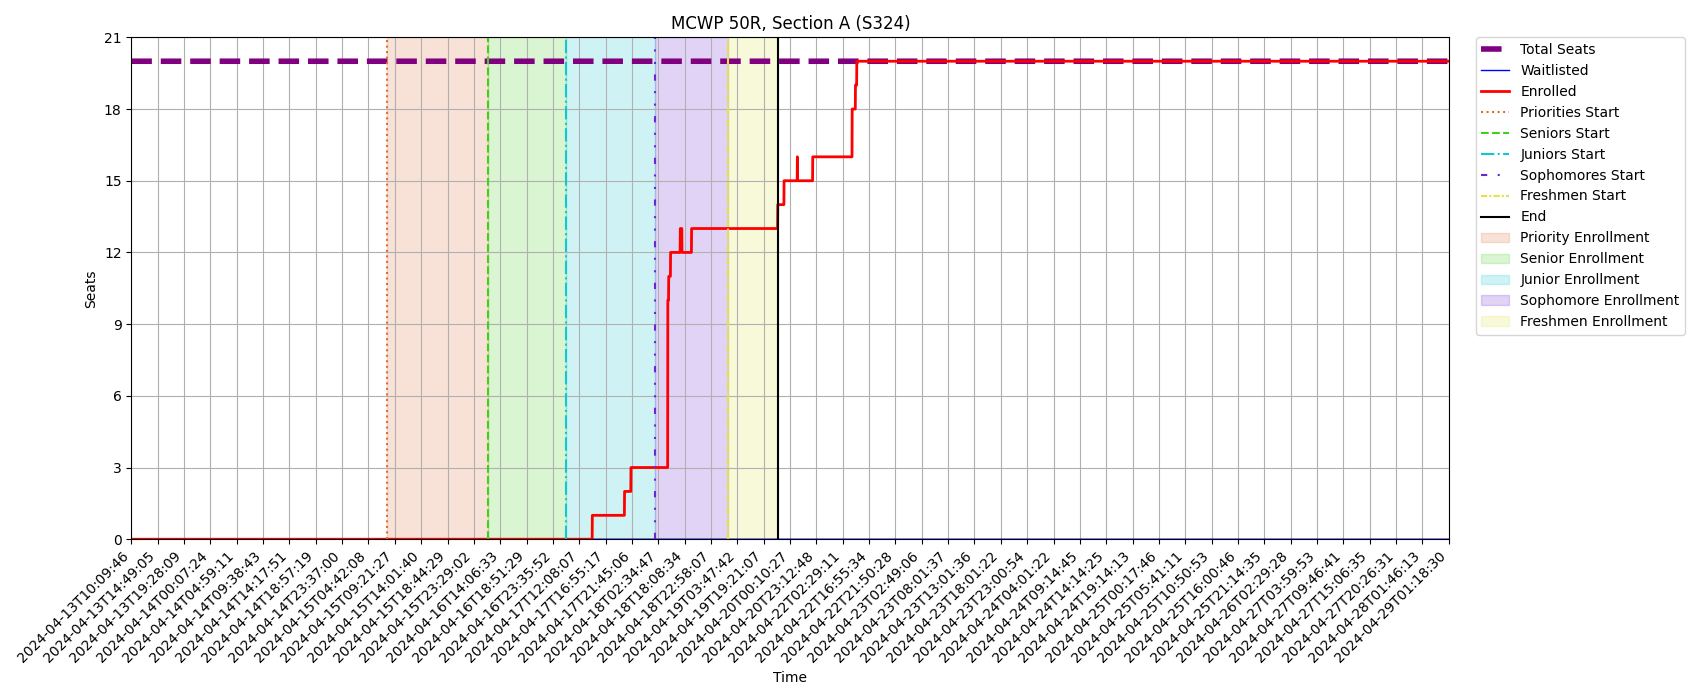 MCWP 50R, Section A (S324)
21
18
15
12
9
6
3
0
Seats
2024-04-13T10:09:46
2024-04-13T14:49:05
2024-04-13T19:28:09
2024-04-14T00:07:24
2024-04-14T04:59:11
2024-04-14T09:38:43
2024-04-14T14:17:51
2024-04-14T18:57:19
2024-04-14T23:37:00
2024-04-15T04:42:08
2024-04-15T09:21:27
2024-04-15T14:01:40
2024-04-15T18:44:29
2024-04-15T23:29:02
2024-04-16T14:06:33
2024-04-16T18:51:29
2024-04-16T23:35:52
2024-04-17T12:08:07
2024-04-17T16:55:17
2024-04-17T21:45:06
2024-04-18T02:34:47
2024-04-18T18:08:34
2024-04-18T22:58:07
2024-04-19T03:47:42
2024-04-19T19:21:07
2024-04-20T00:10:27
2024-04-20T23:12:48
2024-04-22T02:29:11
2024-04-22T16:55:34
2024-04-22T21:50:28
2024-04-23T02:49:06
2024-04-23T08:01:37
2024-04-23T13:01:36
2024-04-23T18:01:22
2024-04-23T23:00:54
2024-04-24T04:01:22
2024-04-24T09:14:45
2024-04-24T14:14:25
2024-04-24T19:14:13
2024-04-25T00:17:46
2024-04-25T05:41:11
2024-04-25T10:50:53
2024-04-25T16:00:46
2024-04-25T21:14:35
2024-04-26T02:29:28
2024-04-27T03:59:53
2024-04-27T09:46:41
2024-04-27T15:06:35
2024-04-27T20:26:31
2024-04-28T01:46:13
2024-04-29T01:18:30
Time
Total Seats
Waitlisted
Enrolled
Priorities Start
Seniors Start
Juniors Start
Sophomores Start
Freshmen Start
End
Priority Enrollment
Senior Enrollment
Junior Enrollment
Sophomore Enrollment
Freshmen Enrollment